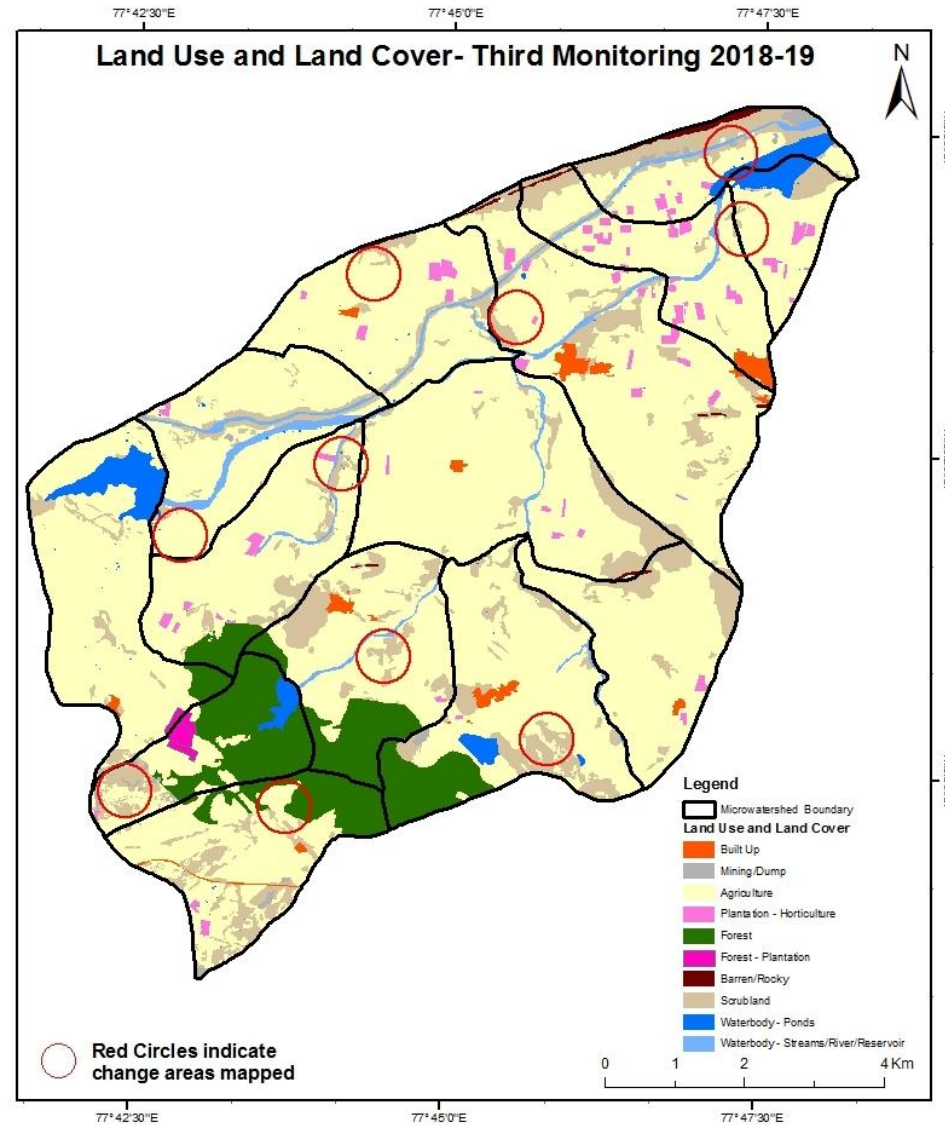 77°42'30"E 77°45'0"E 77°47'30"E
Land Use and Land Cover- Third Monitoring 2018-19
N
Legend
Microwatershed Boundary
Land Use and Land Cover
Built Up
Mining/Dump
Agriculture
Plantation - Horticulture
Forest
Forest - Plantation
Barren/Rocky
Scrubland
Waterbody - Ponds
Waterbody - Streams/River/Reservoir
Red Circles indicate
change areas mapped
0 1 2 4 Km
77°42'30"E 77°45'0"E 77°47'30"E